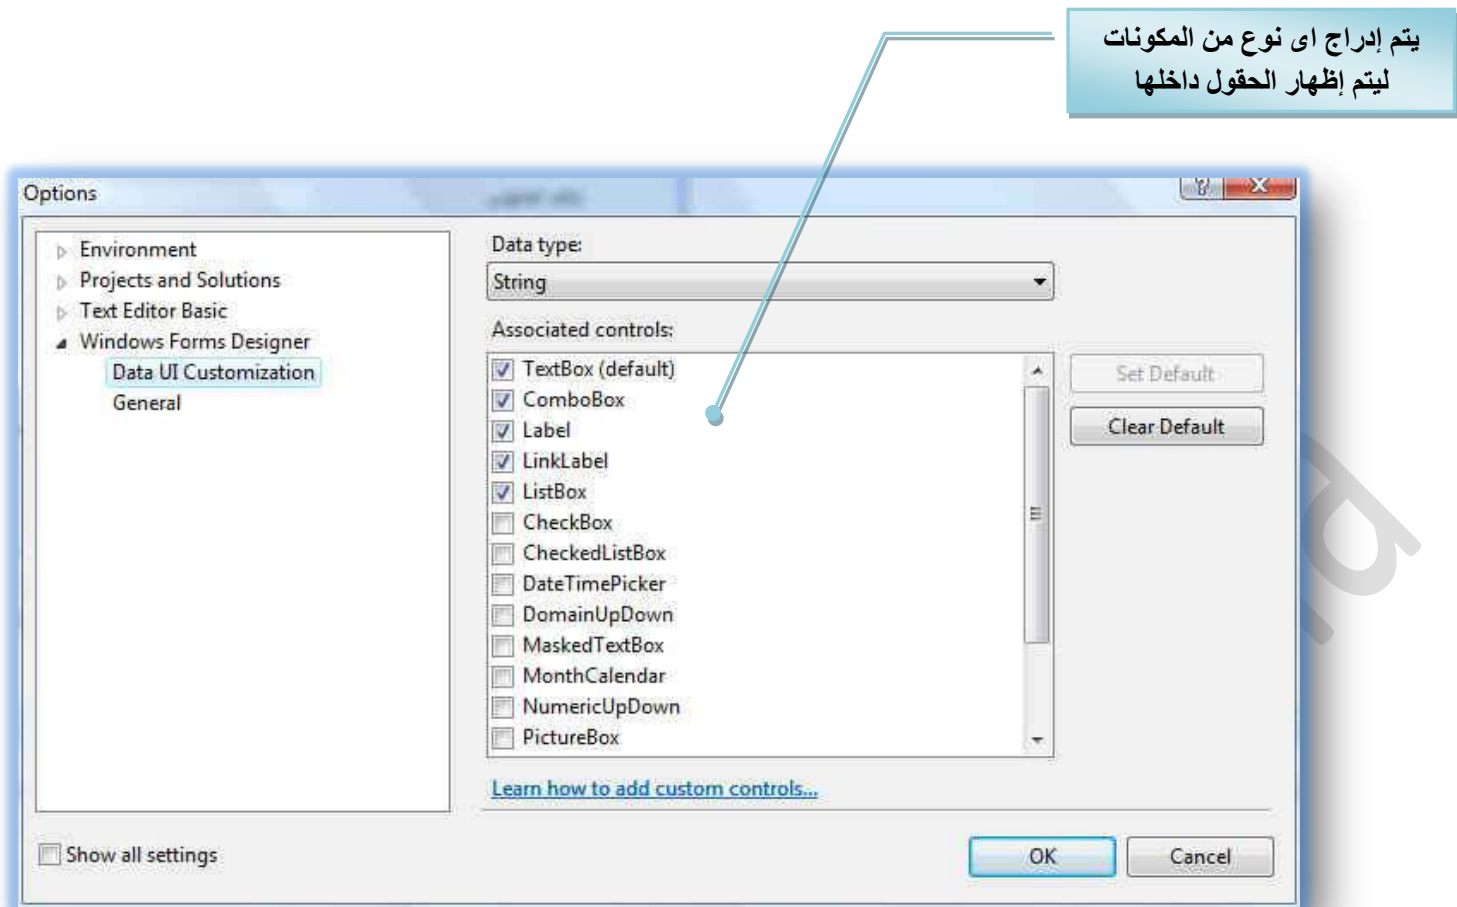 يتم إدراج اى نوع من المكونات
ليتم إظهار الحقول داخلها
Options
Environment
Projects and Solutions
Text Editor Basic
Windows Forms Designer
Data UI Customization
General
Data type:
String
Associated controls:
TextBox (default)
ComboBox
Label
LinkLabel
ListBox
CheckBox
CheckedListBox
DateTimePicker
DomainUpDown
MaskedTextBox
MonthCalendar
NumericUpDown
PictureBox
Set Default
Clear Default
Learn how to add custom controls...
Show all settings
OK
Cancel